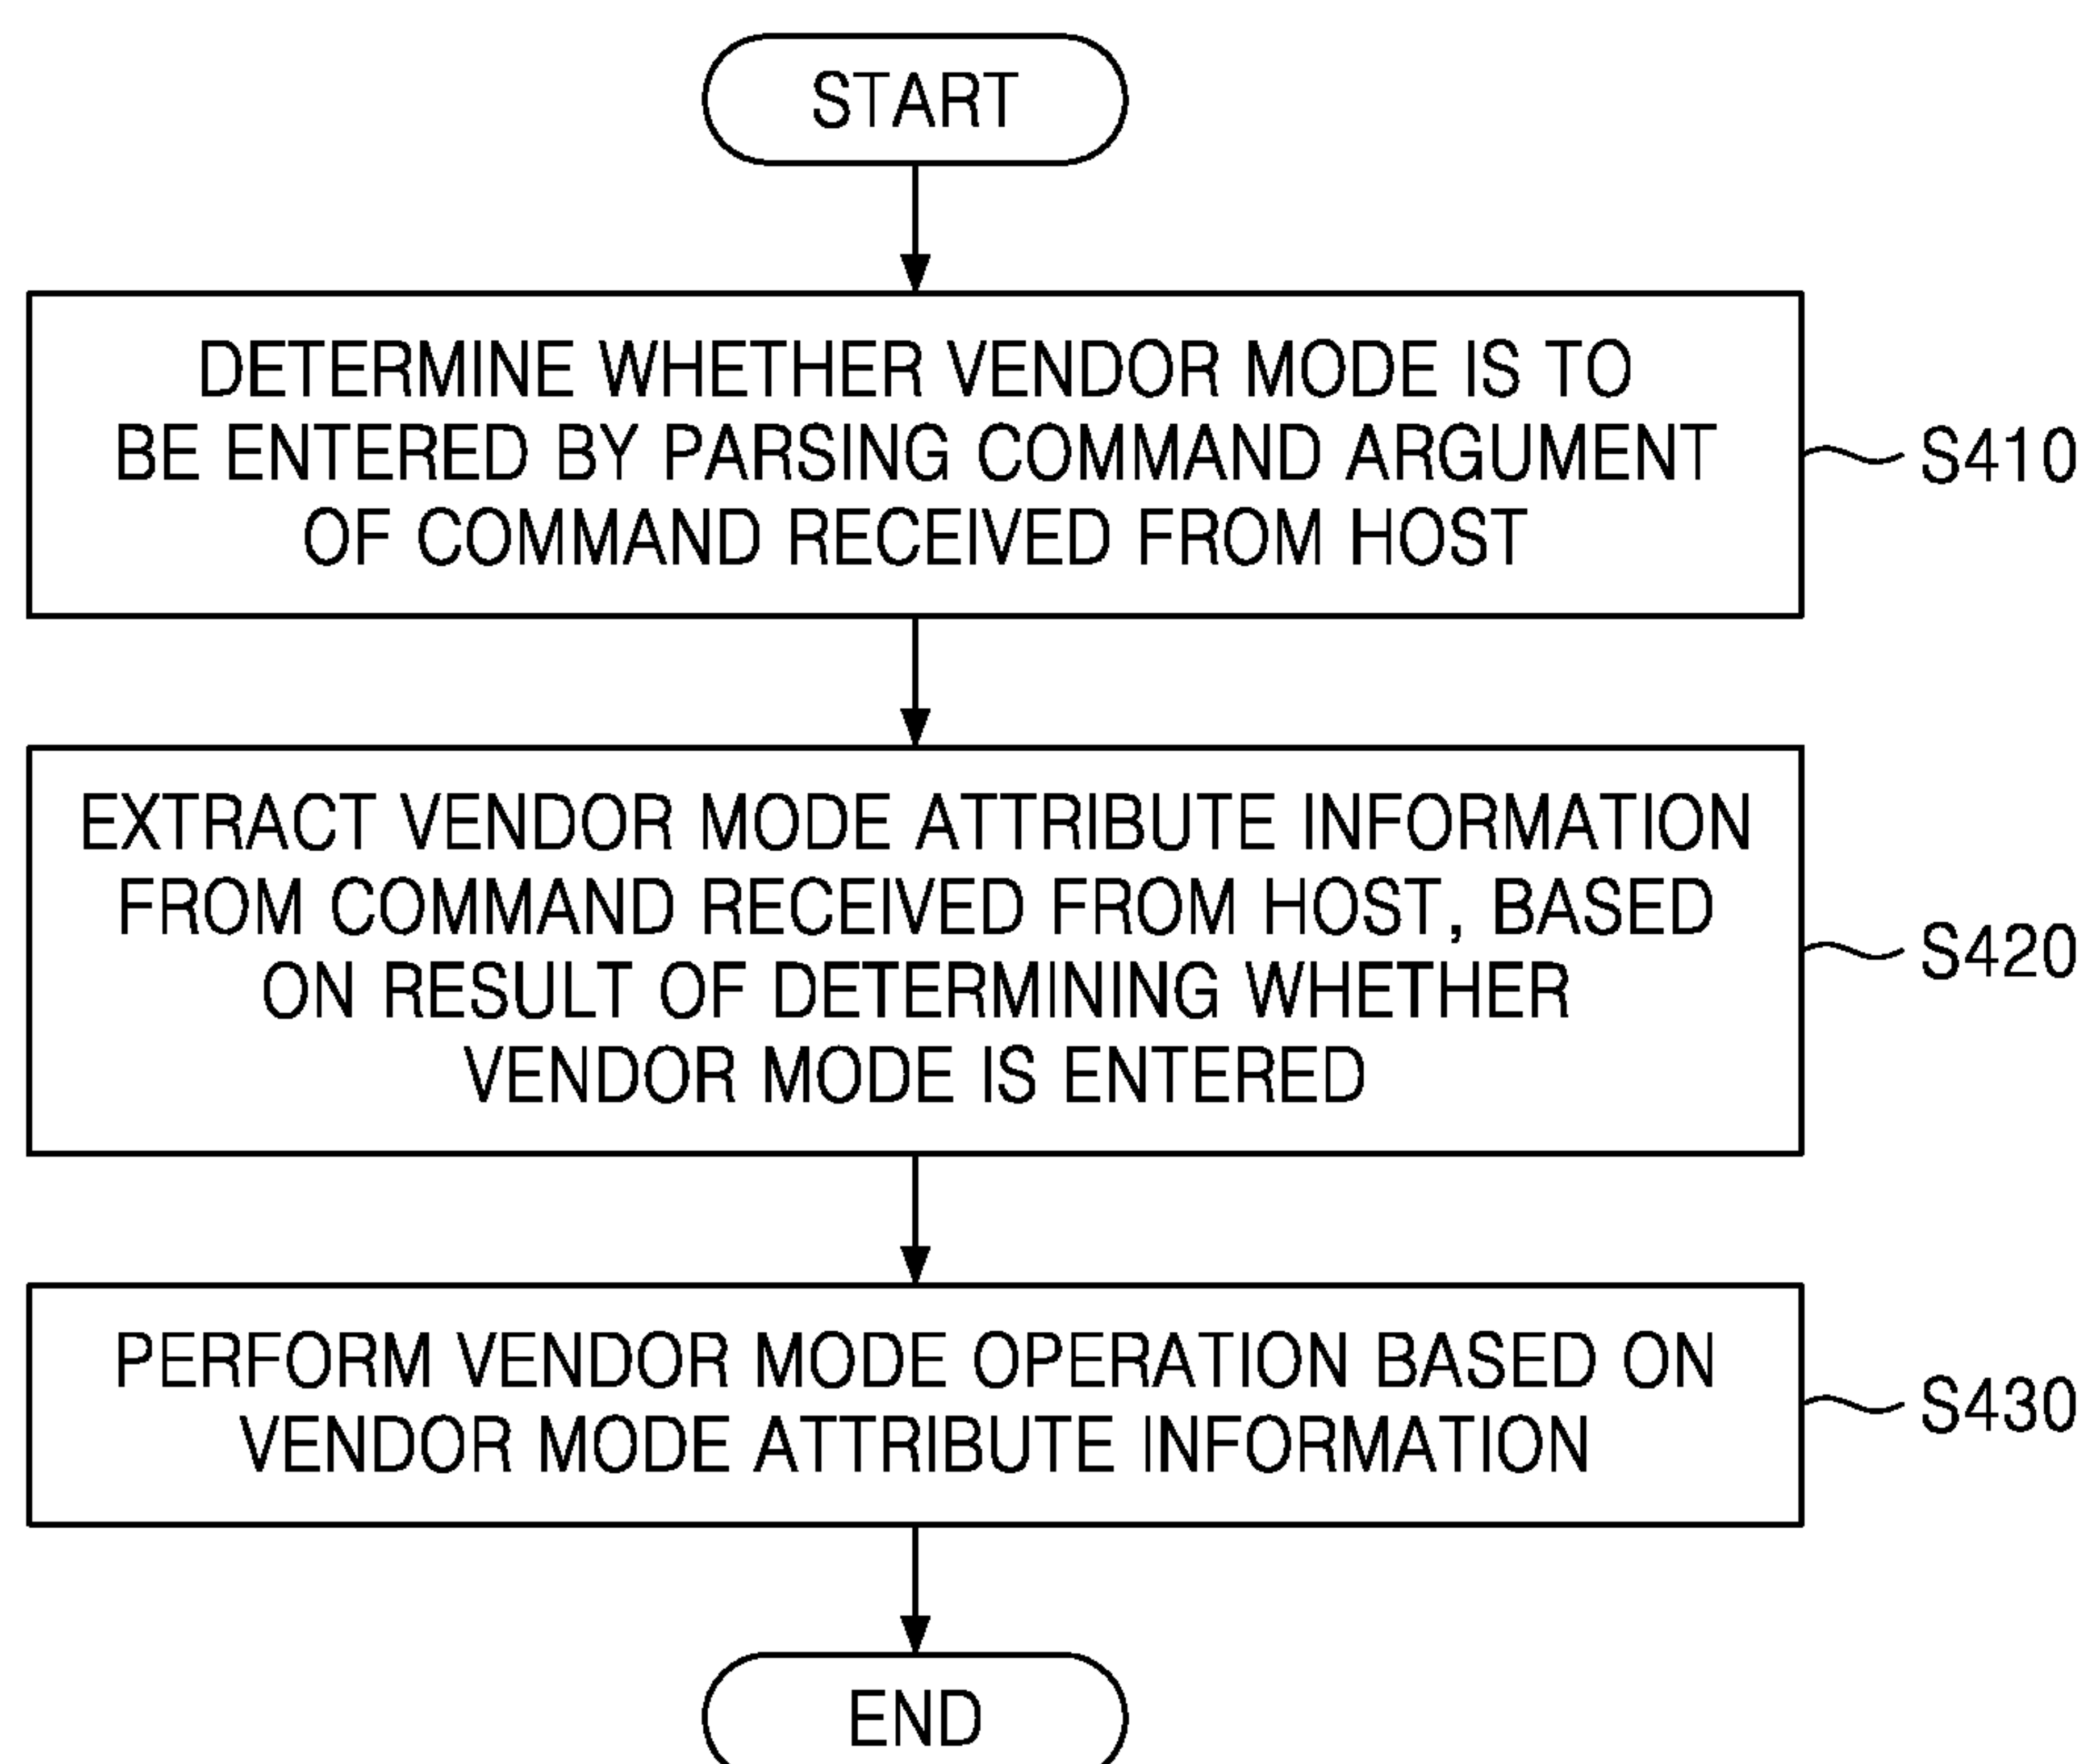 START
DETERMINE WHETHER VENDOR MODE IS TO
BE ENTERED BY PARSING COMMAND ARGUMENT
OF COMMAND RECEIVED FROM HOST
S410
EXTRACT VENDOR MODE ATTRIBUTE INFORMATION
FROM COMMAND RECEIVED FROM HOST, BASED
ON RESULT OF DETERMINING WHETHER
VENDOR MODE IS ENTERED
S420
PERFORM VENDOR MODE OPERATION BASED ON
VENDOR MODE ATTRIBUTE INFORMATION
S430
END